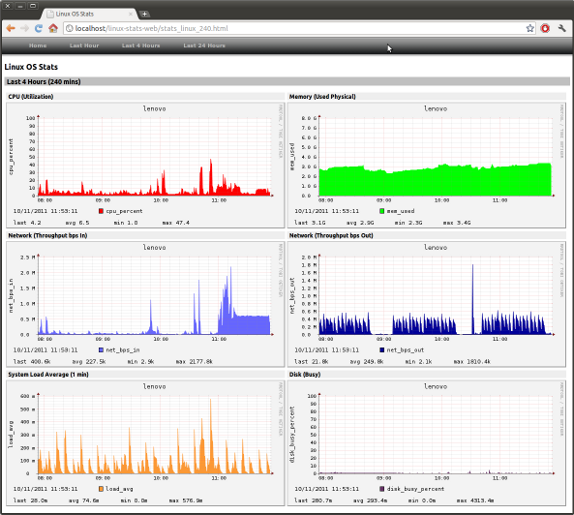 Linux OS Stats
localhost/linux-stats-web/stats_linux_240.html
Home Last Hour Last 4 Hours Last 24 Hours
Linux OS Stats
Last 4 Hours (240 mins)
CPU (Utilization)
lenovo
cpu_percent
100
90
80
70
60
50
40
30
20
10
0
08:00 09:00 10:00 11:00
10/11/2011 11:53:11 cpu_percent
last 4.2 avg 6.5 min 1.0 max 47.4
Memory (Used Physical)
lenovo
mem_used
8.0 G
7.0 G
6.0 G
5.0 G
4.0 G
3.0 G
2.0 G
1.0 G
0.0
08:00 09:00 10:00 11:00
10/11/2011 11:53:11 mem_used
last 3.1G avg 2.9G min 2.3G max 3.4G
Network (Throughput bps In)
lenovo
net_bps_in
2.5 M
2.0 M
1.5 M
1.0 M
0.5 M
0.0
08:00 09:00 10:00 11:00
10/11/2011 11:53:11 net_bps_in
last 400.6k avg 227.5k min 2.9k max 2177.8k
Network (Throughput bps Out)
lenovo
net_bps_out
2.0 M
1.8 M
1.6 M
1.4 M
1.2 M
1.0 M
0.8 M
0.6 M
0.4 M
0.2 M
0.0
08:00 09:00 10:00 11:00
10/11/2011 11:53:11 net_bps_out
last 21.8k avg 249.8k min 2.1k max 1810.4k
System Load Average (1 min)
lenovo
load_avg
600 m
500 m
400 m
300 m
200 m
100 m
0
08:00 09:00 10:00 11:00
10/11/2011 11:53:11 load_avg
last 20.0m avg 74.6m min 0.0m max 576.9m
Disk (Busy)
lenovo
disk_busy_percent
100
90
80
70
60
50
40
30
20
10
0
08:00 09:00 10:00 11:00
10/11/2011 11:53:11 disk_busy_percent
last 280.7m avg 293.4m min 0.0m max 4313.4m